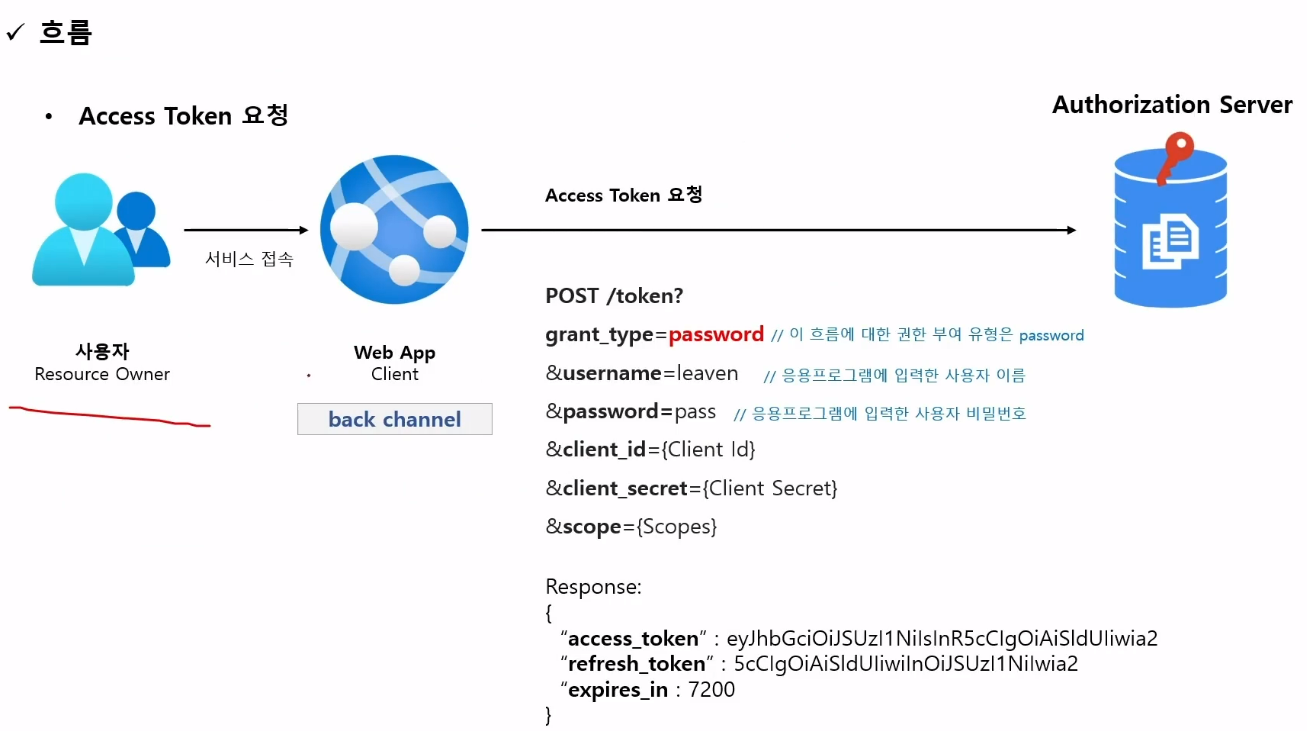 ✓ 흐름
• Access Token 요청
Authorization Server
Access Token 요청
서비스 접속
사용자
Resource Owner
Web App
Client
back channel
POST /token?
grant_type=password // 이 흐름에 대한 권한 부여 유형은 password
&username=leaven // 응용프로그램에 입력한 사용자 이름
&password=pass // 응용프로그램에 입력한 사용자 비밀번호
&client_id={Client Id}
&client_secret={Client Secret}
&scope={Scopes}
Response:
{
“access_token” : eyJhbGciOiJSUzI1NiIsInR5cCIgOiAiSldUIiwia2
“refresh_token” : 5cCIgOiAiSldUIiwiInOiJSUzI1NiIwia2
“expires_in : 7200
}